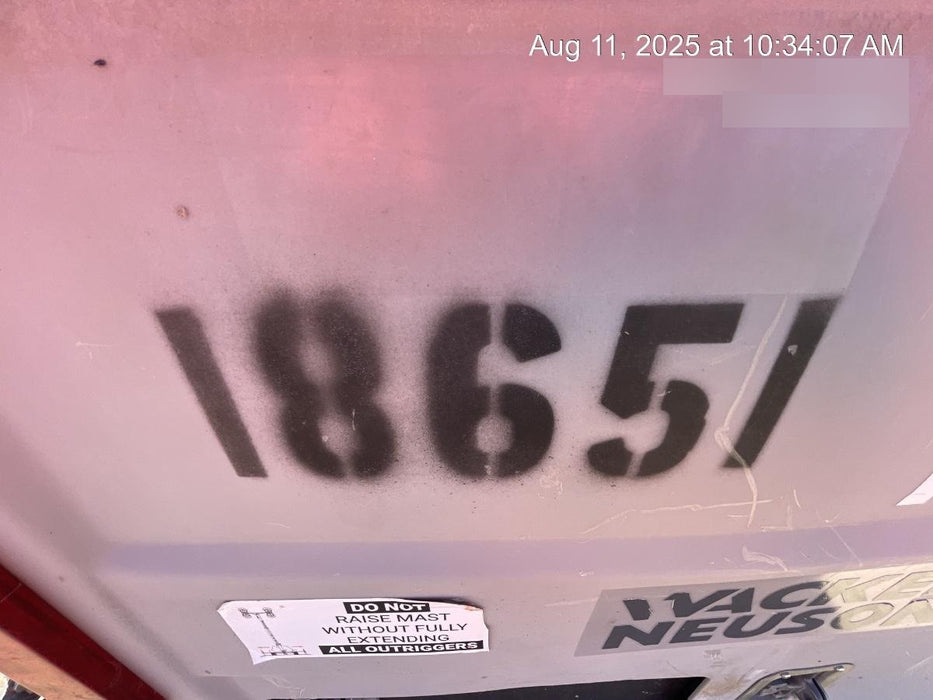 Aug 11, 2025 at 10:34:07 AM
18651
DO NOT
RAISE MAST
WITHOUT FULLY
EXTENDING
ALL OUTRIGGERS
WACKER
NEUSON